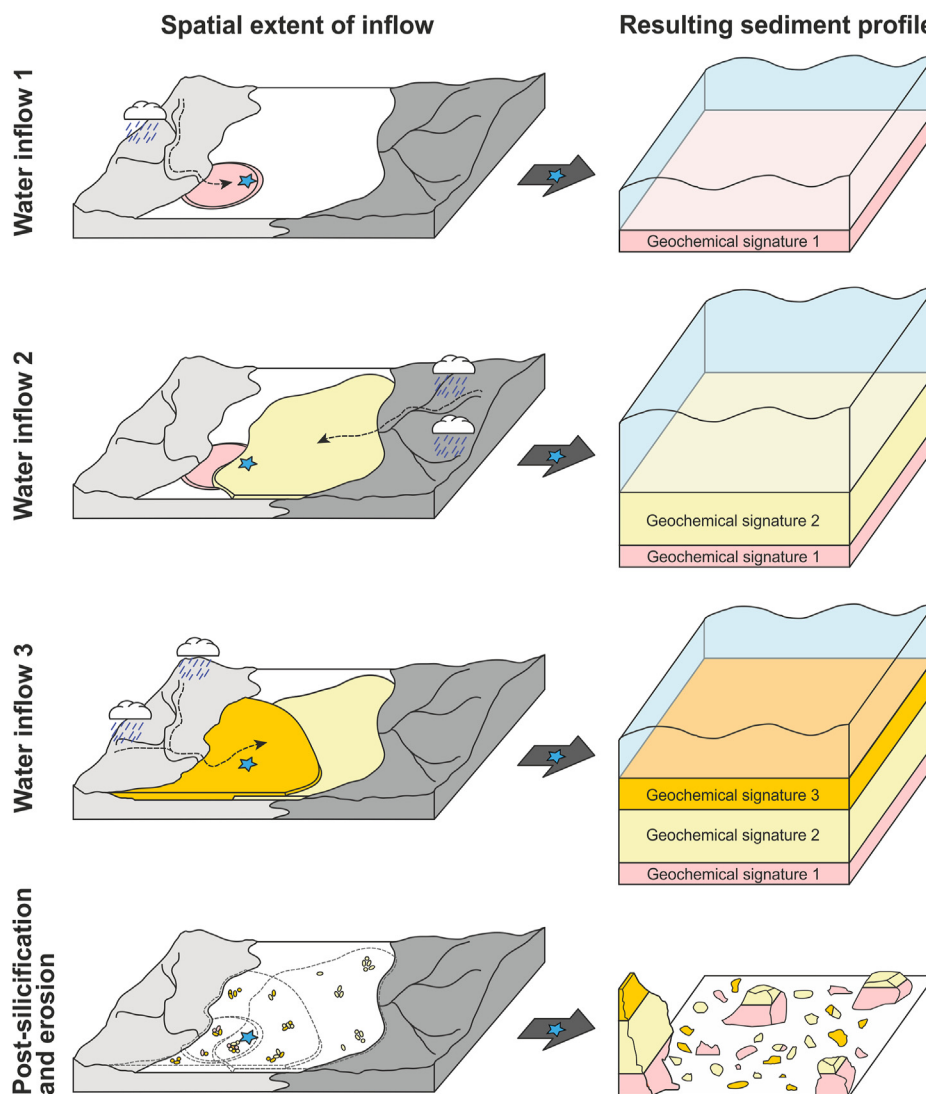 Spatial extent of inflow
Resulting sediment profile
Water inflow 1
Geochemical signature 1
Water inflow 2
Geochemical signature 2
Geochemical signature 1
Water inflow 3
Geochemical signature 3
Geochemical signature 2
Geochemical signature 1
Post-silicification
and erosion